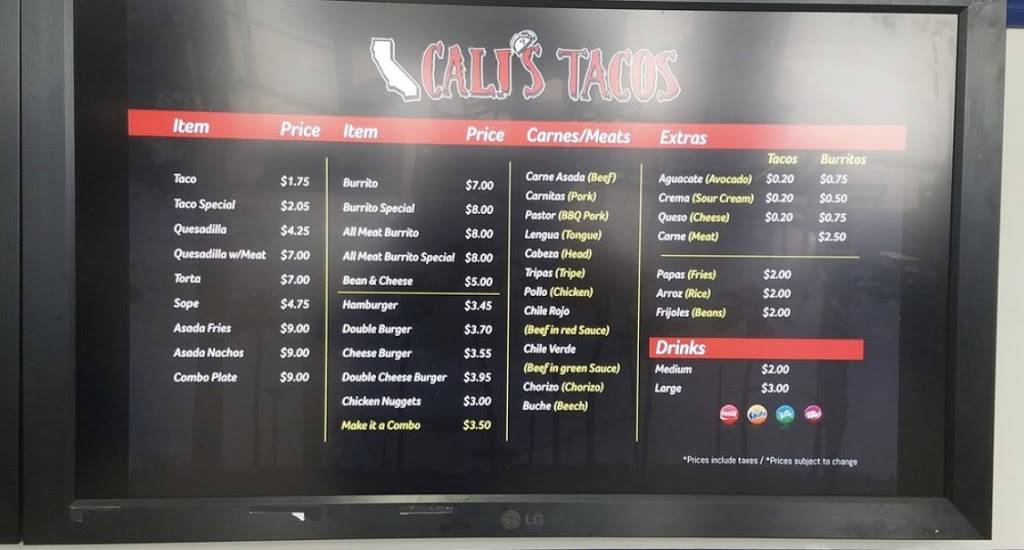 CALI'S TACOS
Item Price
Taco $1.75
Taco Special $2.05
Quesadilla $4.25
Quesadilla w/Meat $7.00
Torta $7.00
Sope $4.75
Asada Fries $9.00
Asada Nachos $9.00
Combo Plate $9.00
Item Price
Burrito $7.00
Burrito Special $8.00
All Meat Burrito $8.00
All Meat Burrito Special $8.00
Bean & Cheese $5.00
Hamburger $3.45
Double Burger $3.70
Cheese Burger $3.55
Double Cheese Burger $3.95
Chicken Nuggets $3.00
Make it a Combo $3.50
Carnes/Meats
Carne Asada (Beef)
Carnitas (Pork)
Pastor (BBQ Pork)
Lengua (Tongue)
Cabeza (Head)
Tripas (Tripe)
Pollo (Chicken)
Chile Rojo
(Beef in red Sauce)
Chile Verde
(Beef in green Sauce)
Chorizo (Chorizo)
Buche (Beech)
Extras
Tacos Burritos
Aguacate (Avocado) $0.20 $0.75
Crema (Sour Cream) $0.20 $0.50
Queso (Cheese) $0.20 $0.75
Carne (Meat) $2.50
Papas (Fries) $2.00
Arroz (Rice) $2.00
Frijoles (Beans) $2.00
Drinks
Medium $2.00
Large $3.00
*Prices include taxes / *Prices subject to change
LG